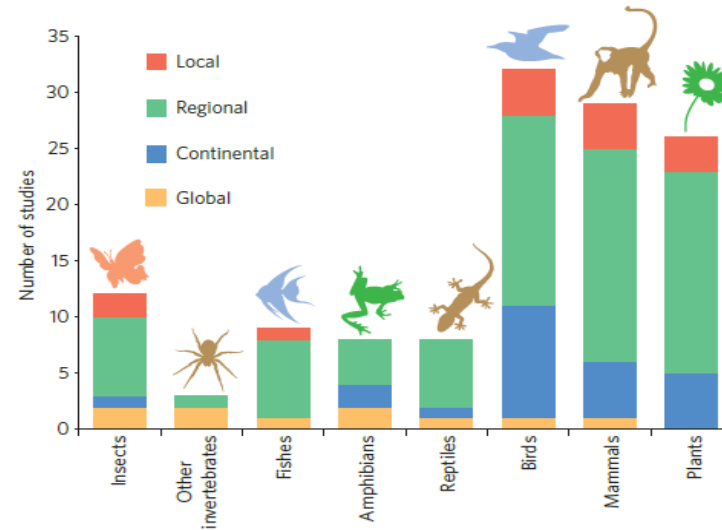 Number of studies
35
30
25
20
15
10
5
0
Local
Regional
Continental
Global
Insects
Other
invertebrates
Fishes
Amphibians
Reptiles
Birds
Mammals
Plants